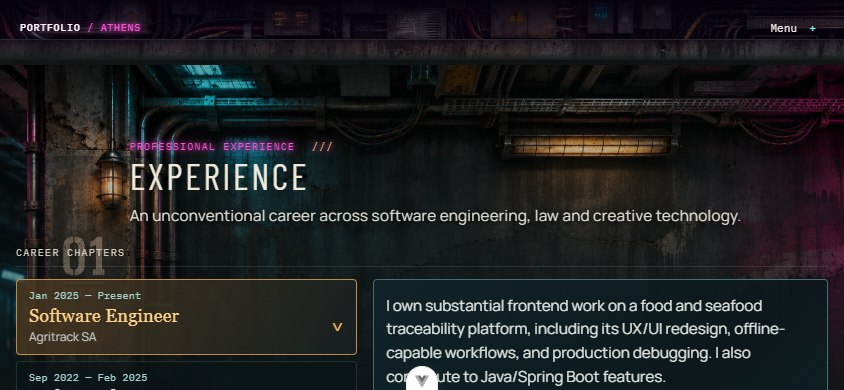 PORTFOLIO / ATHENS
Menu +
PROFESSIONAL EXPERIENCE ///
EXPERIENCE
An unconventional career across software engineering, law and creative technology.
01
CAREER CHAPTERS
Jan 2025 — Present
Software Engineer
Agritrack SA
Sep 2022 — Feb 2025
I own substantial frontend work on a food and seafood
traceability platform, including its UX/UI redesign, offline-
capable workflows, and production debugging. I also
to Java/Spring Boot features.